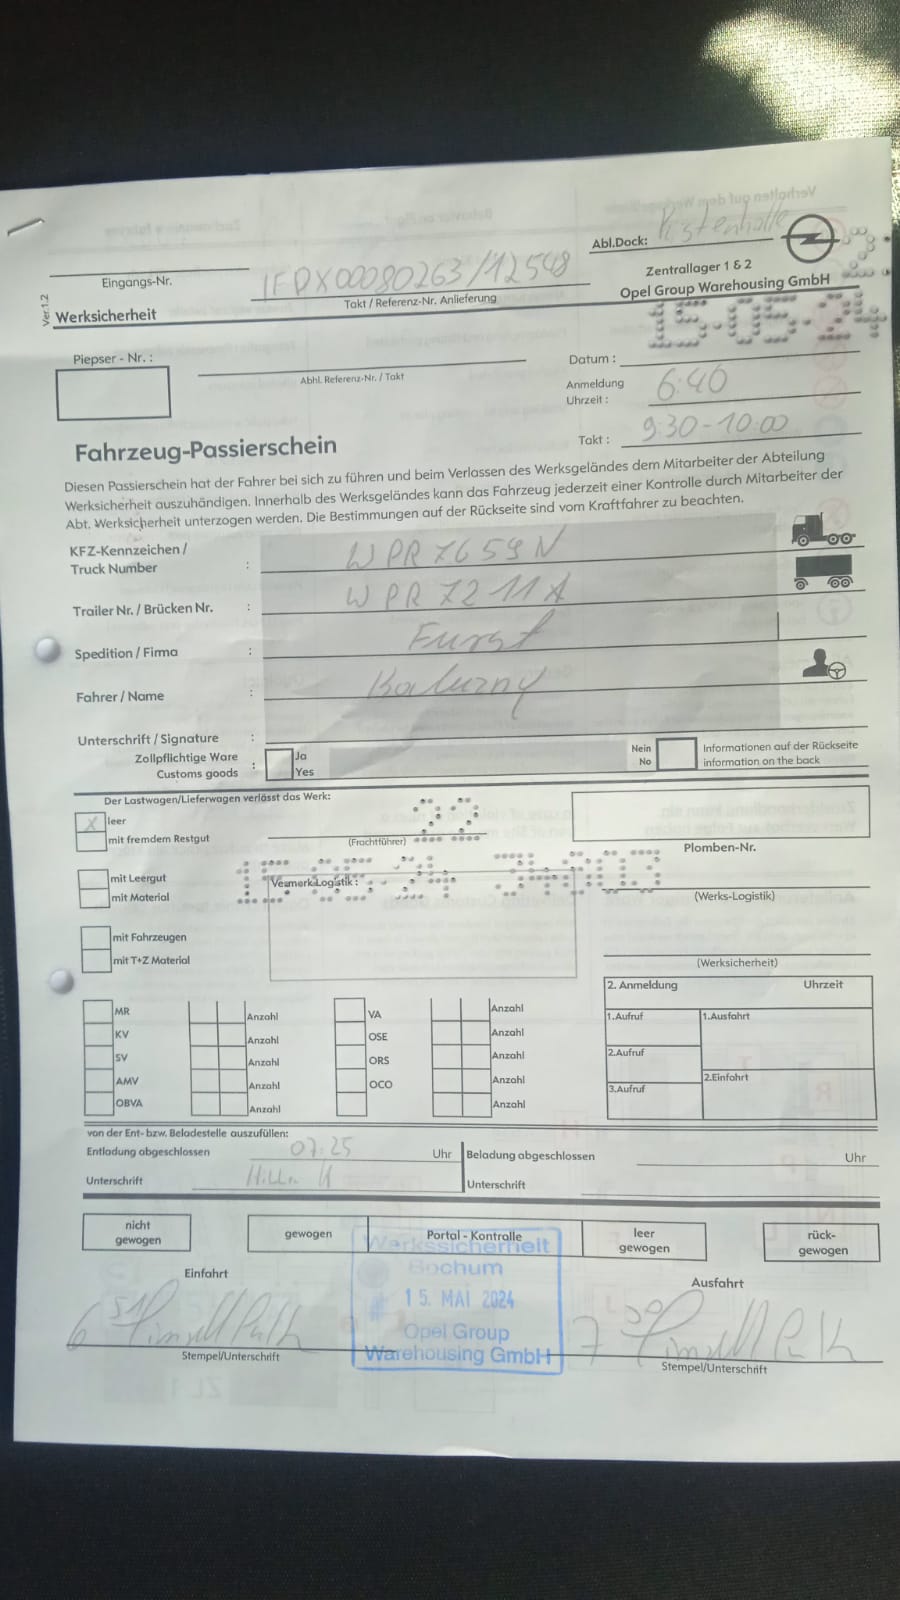 Abl.Dock: Kistenhalle
Eingangs-Nr.
IFDX00080263/12548
Takt / Referenz-Nr. Anlieferung
Zentrallager 1 & 2
Opel Group Warehousing GmbH
Ver.1.2
Werksicherheit
15.05.24
Piepser - Nr. :
Abhl. Referenz-Nr. / Takt
Datum :
Anmeldung
Uhrzeit : 6:40
Takt : 9:30-10:00
Fahrzeug-Passierschein
Diesen Passierschein hat der Fahrer bei sich zu führen und beim Verlassen des Werksgeländes dem Mitarbeiter der Abteilung
Werksicherheit auszuhändigen. Innerhalb des Werksgeländes kann das Fahrzeug jederzeit einer Kontrolle durch Mitarbeiter der
Abt. Werksicherheit unterzogen werden. Die Bestimmungen auf der Rückseite sind vom Kraftfahrer zu beachten.
KFZ-Kennzeichen /
Truck Number : WPR7659N
Trailer Nr. / Brücken Nr. : WPR7211A
Spedition / Firma : Furst
Fahrer / Name : Kaluzny
Unterschrift / Signature :
Zollpflichtige Ware
Customs goods :
Ja
Yes
Nein
No
Informationen auf der Rückseite
information on the back
Der Lastwagen/Lieferwagen verlässt das Werk:
X leer
mit fremdem Restgut
(Frachtführer)
Plomben-Nr.
mit Leergut
mit Material
Vermerk Logistik :
(Werks-Logistik)
mit Fahrzeugen
mit T+Z Material
(Werksicherheit)
2. Anmeldung Uhrzeit
MR Anzahl VA Anzahl
1.Aufruf 1.Ausfahrt
KV Anzahl OSE Anzahl
SV Anzahl ORS Anzahl
2.Aufruf
AMV Anzahl OCO Anzahl
3.Aufruf 2.Einfahrt
OBVA Anzahl Anzahl
von der Ent- bzw. Beladestelle auszufüllen:
Entladung abgeschlossen 07:25 Uhr
Beladung abgeschlossen Uhr
Unterschrift
Unterschrift
nicht
gewogen
gewogen
Portal - Kontrolle
leer
gewogen
rück-
gewogen
Werkssicherheit
Bochum
15. MAI 2024
Opel Group
Warehousing GmbH
Einfahrt
Ausfahrt
6 51
7 30
Stempel/Unterschrift
Stempel/Unterschrift